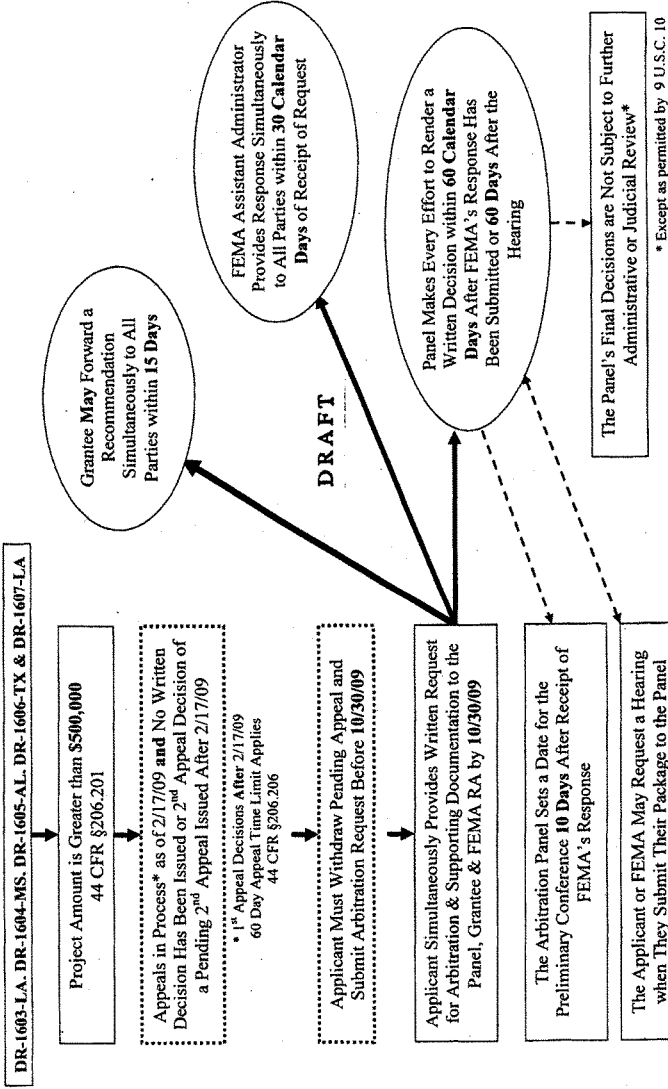 DR-1603-LA. DR-1604-MS. DR-1605-AL. DR-1606-TX & DR-1607-LA
Project Amount is Greater than $500,000
44 CFR §206.201
Appeals in Process* as of 2/17/09 and No Written
Decision Has Been Issued or 2nd Appeal Decision of
a Pending 2nd Appeal Issued After 2/17/09
* 1st Appeal Decisions After 2/17/09
60 Day Appeal Time Limit Applies
44 CFR §206.206
Applicant Must Withdraw Pending Appeal and
Submit Arbitration Request Before 10/30/09
Applicant Simultaneously Provides Written Request
for Arbitration & Supporting Documentation to the
Panel, Grantee & FEMA RA by 10/30/09
The Arbitration Panel Sets a Date for the
Preliminary Conference 10 Days After Receipt of
FEMA's Response
The Applicant or FEMA May Request a Hearing
when They Submit Their Package to the Panel
Grantee May Forward a
Recommendation
Simultaneously to All
Parties within 15 Days
DRAFT
FEMA Assistant Administrator
Provides Response Simultaneously
to All Parties within 30 Calendar
Days of Receipt of Request
Panel Makes Every Effort to Render a
Written Decision within 60 Calendar
Days After FEMA's Response Has
Been Submitted or 60 Days After the
Hearing
The Panel's Final Decisions are Not Subject to Further
Administrative or Judicial Review*
* Except as permitted by 9 U.S.C. 10